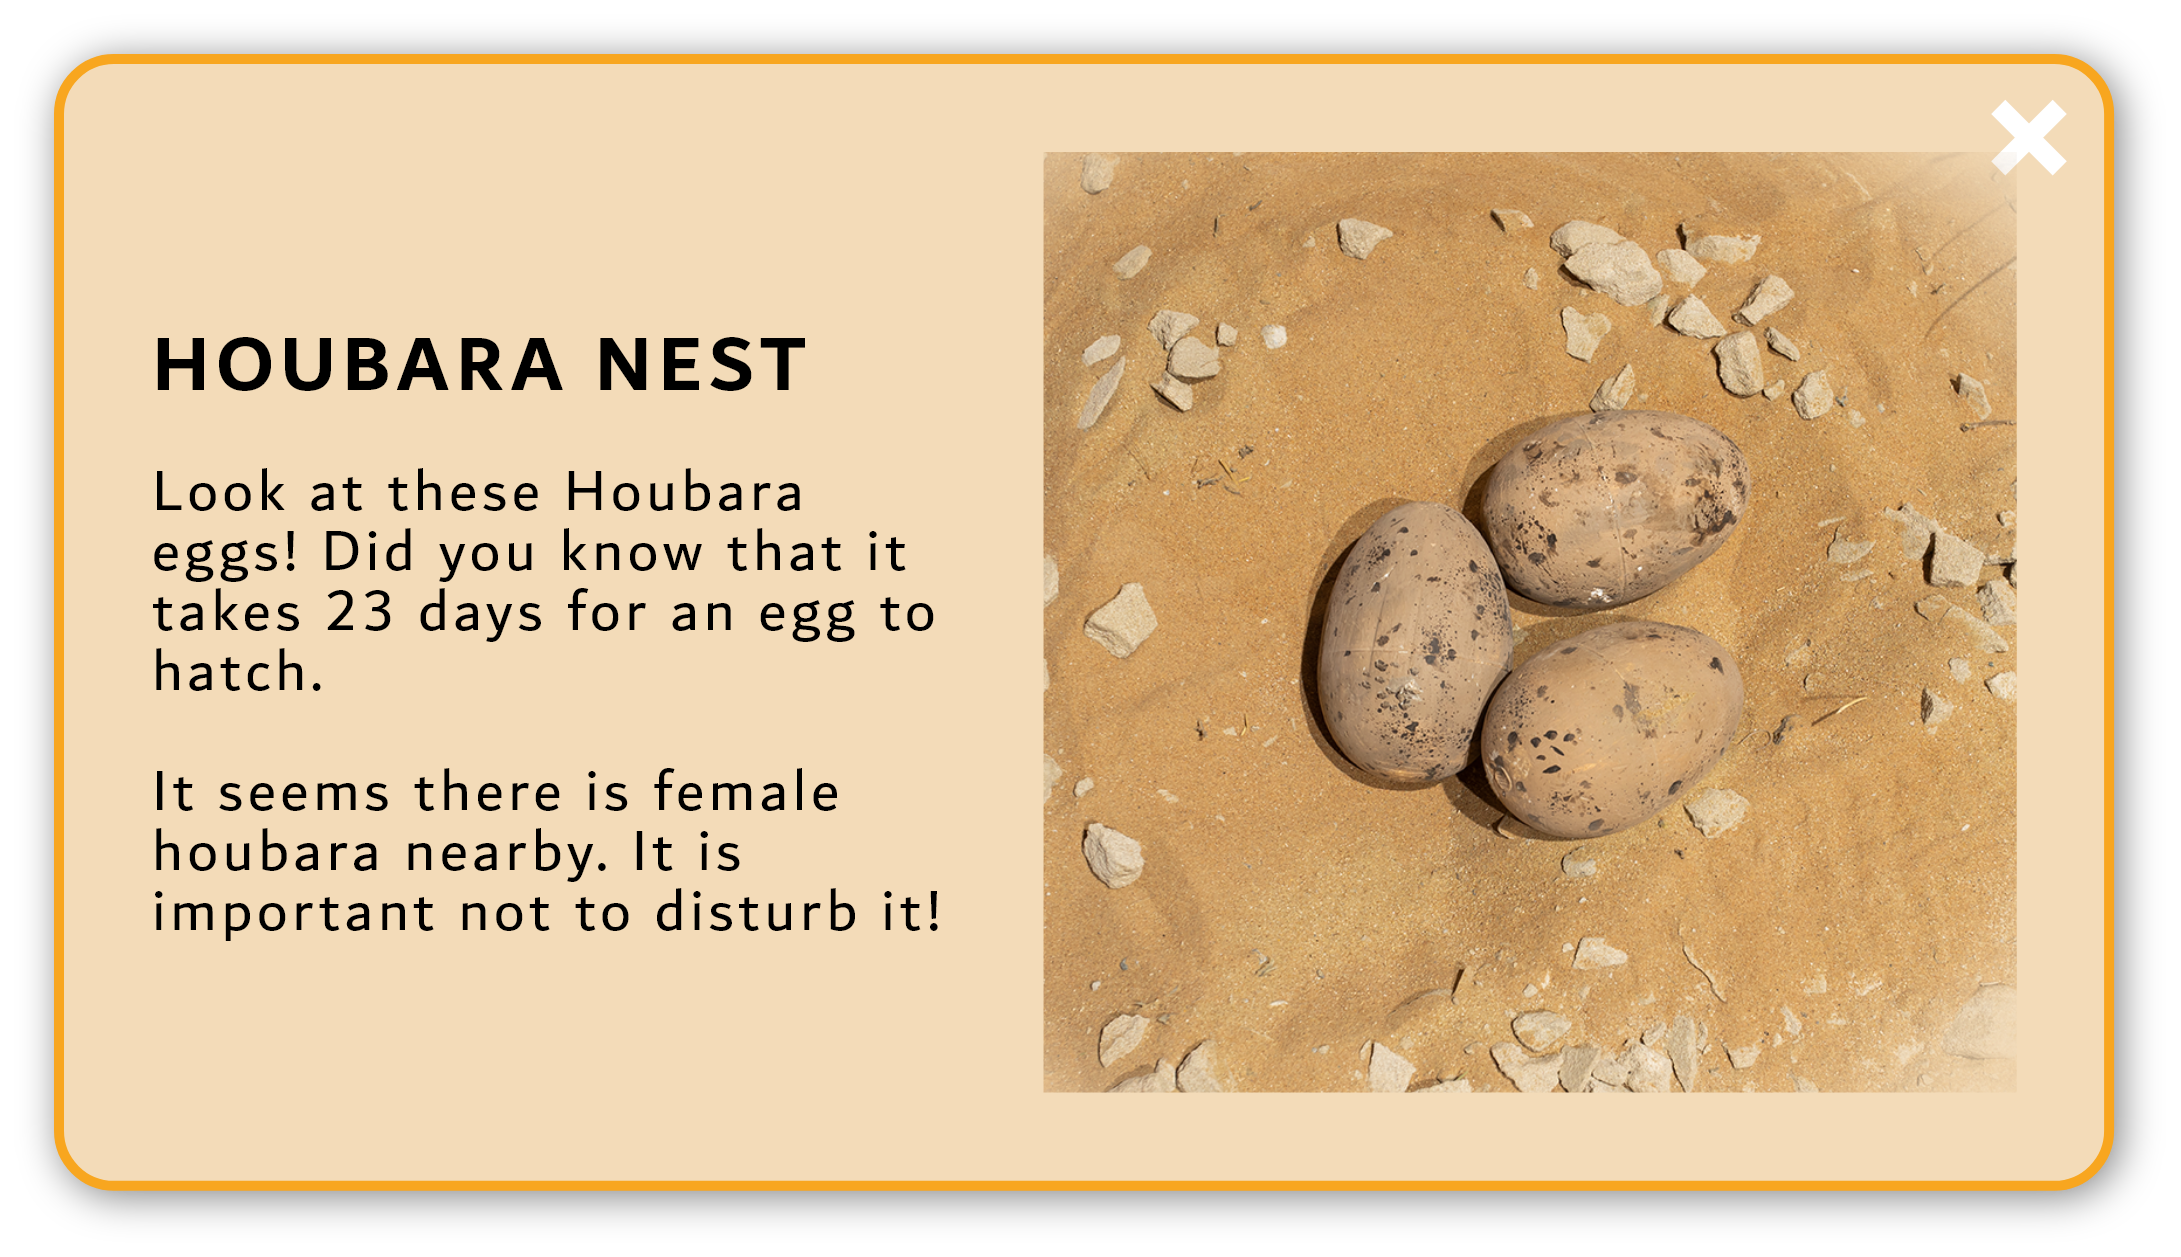 HOUBARA NEST
Look at these Houbara
eggs! Did you know that it
takes 23 days for an egg to
hatch.
It seems there is female
houbara nearby. It is
important not to disturb it!